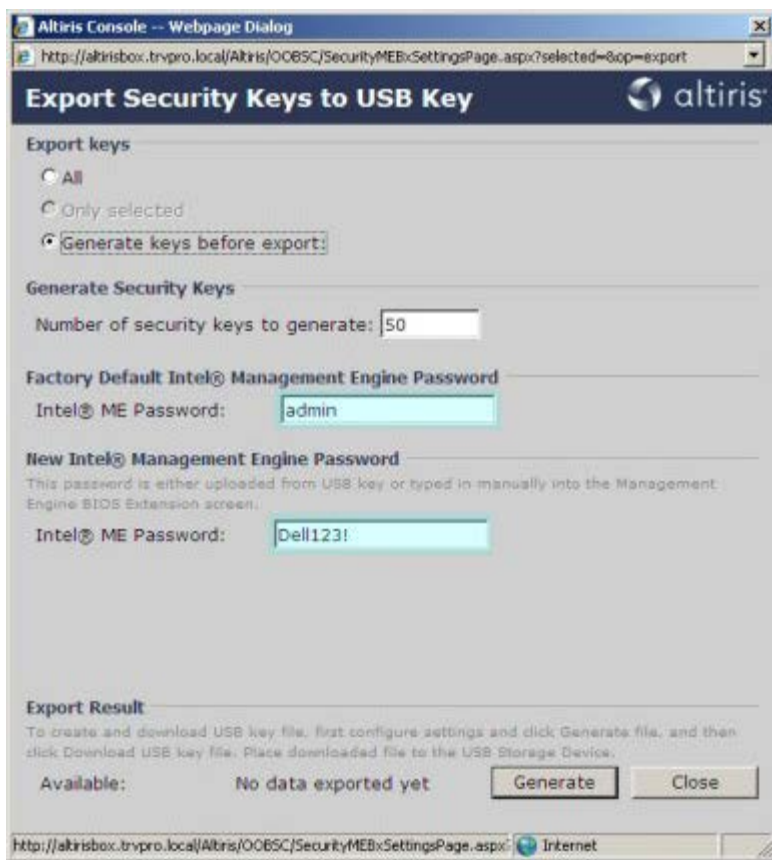 Altiris Console -- Webpage Dialog
http://altirisbox.trvpro.local/Altiris/OOBSC/SecurityMEBxSettingsPage.aspx?selected=&op=export
Export Security Keys to USB Key
altiris
Export keys
All
Only selected
Generate keys before export:
Generate Security Keys
Number of security keys to generate: 50
Factory Default Intel® Management Engine Password
Intel® ME Password: admin
New Intel® Management Engine Password
This password is either uploaded from USB key or typed in manually into the Management
Engine BIOS Extension screen.
Intel® ME Password: Dell123!
Export Result
To create and download USB key file, first configure settings and click Generate file, and then
click Download USB key file. Place downloaded file to the USB Storage Device.
Available: No data exported yet Generate Close
http://altirisbox.trvpro.local/Altiris/OOBSC/SecurityMEBxSettingsPage.aspx? Internet